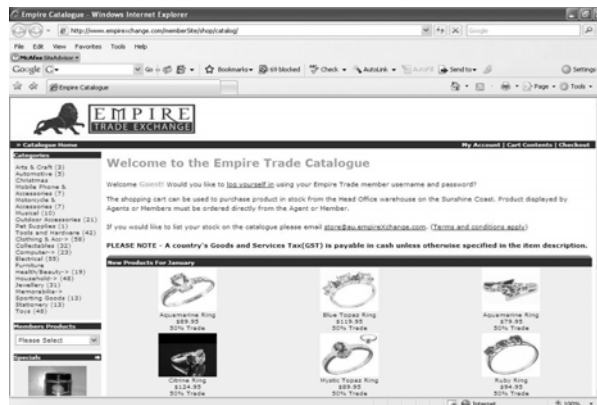 Empire Catalogue - Windows Internet Explorer
http://www.empirexchange.com/memberSite/shop/catalog/
Google
File Edit View Favorites Tools Help
McAfee SiteAdvisor
Google G Go Bookmarks 69 blocked Check AutoLink AutoFill Send to Settings
Empire Catalogue Page Tools
EMPIRE
TRADE EXCHANGE
» Catalogue Home My Account | Cart Contents | Checkout
Categories
Arts & Craft (3)
Automotive (5)
Christmas
Mobile Phone &
Accessories (7)
Motorcycle &
Accessories (7)
Musical (10)
Outdoor Accessories (21)
Pet Supplies (1)
Tools and Hardware (42)
Clothing & Acc-> (58)
Collectables (32)
Computer-> (23)
Electrical (55)
Furniture
Health/Beauty-> (19)
Household-> (48)
Jewellery (31)
Memorabilia->
Sporting Goods (13)
Stationery (13)
Toys (48)
Members Products
Please Select
Specials
Welcome to the Empire Trade Catalogue
Welcome Guest! Would you like to log yourself in using your Empire Trade member username and password?
The shopping cart can be used to purchase product in stock from the Head Office warehouse on the Sunshine Coast. Product displayed by
Agents or Members must be ordered directly from the Agent or Member.
If you would like to list your stock on the catalogue please email store@au.empireXchange.com. (Terms and conditions apply)
PLEASE NOTE - A country's Goods and Services Tax(GST) is payable in cash unless otherwise specified in the item description.
New Products For January
Aquamarine Ring
$89.95
50% Trade
Blue Topaz Ring
$119.95
50% Trade
Aquamarine Ring
$79.95
50% Trade
Citrine Ring
$124.95
50% Trade
Mystic Topaz Ring
$89.95
50% Trade
Ruby Ring
$94.95
50% Trade
Internet 100%